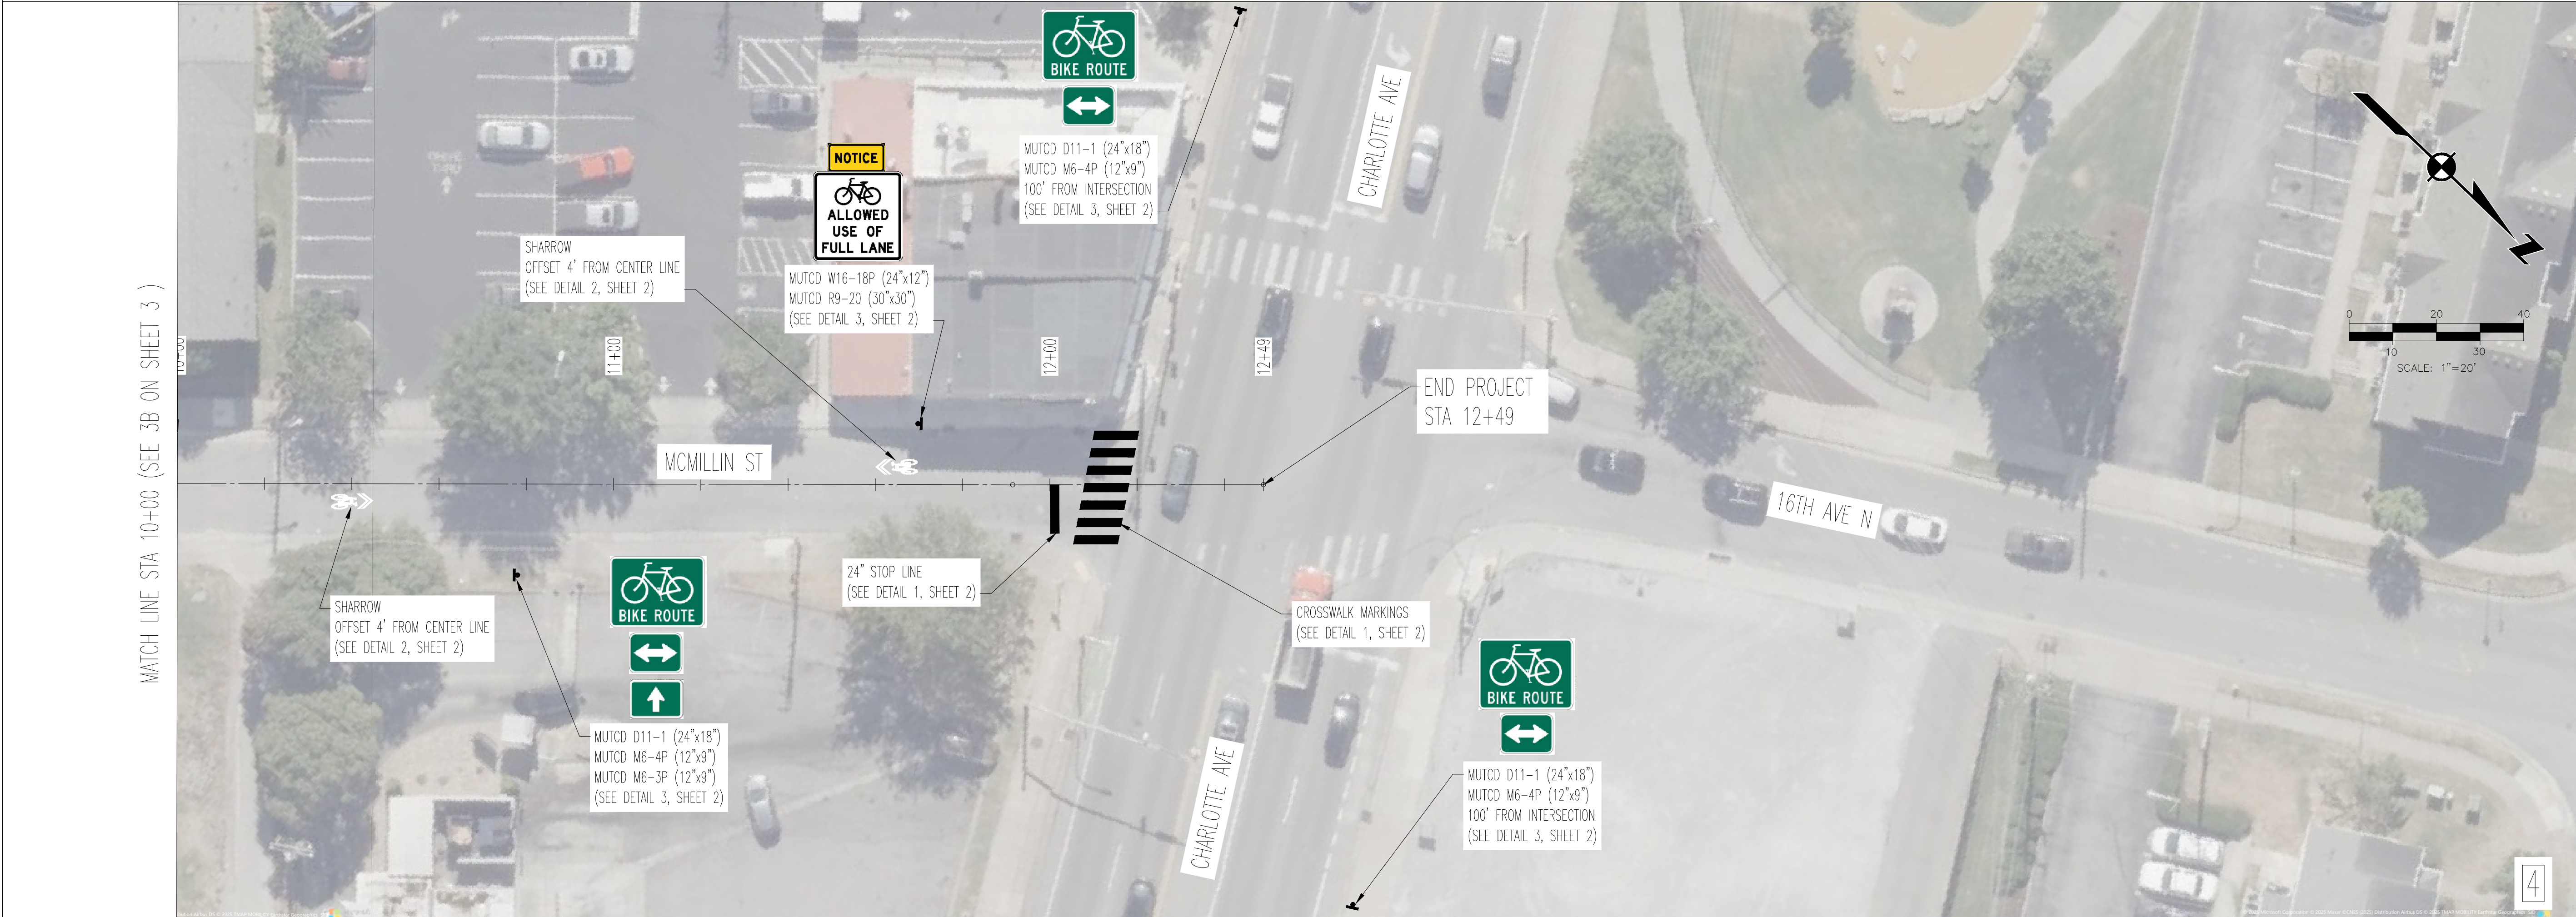 MATCH LINE STA 10+00 (SEE 3B ON SHEET 3 )
10+00
SHARROW
OFFSET 4' FROM CENTER LINE
(SEE DETAIL 2, SHEET 2)
11+00
NOTICE
ALLOWED
USE OF
FULL LANE
MUTCD W16-18P (24"x12")
MUTCD R9-20 (30"x30")
(SEE DETAIL 3, SHEET 2)
BIKE ROUTE
MUTCD D11-1 (24"x18")
MUTCD M6-4P (12"x9")
100' FROM INTERSECTION
(SEE DETAIL 3, SHEET 2)
CHARLOTTE AVE
12+00
12+49
END PROJECT
STA 12+49
0 20 40
10 30
SCALE: 1"=20'
MCMILLIN ST
16TH AVE N
SHARROW
OFFSET 4' FROM CENTER LINE
(SEE DETAIL 2, SHEET 2)
BIKE ROUTE
MUTCD D11-1 (24"x18")
MUTCD M6-4P (12"x9")
MUTCD M6-3P (12"x9")
(SEE DETAIL 3, SHEET 2)
24" STOP LINE
(SEE DETAIL 1, SHEET 2)
CROSSWALK MARKINGS
(SEE DETAIL 1, SHEET 2)
CHARLOTTE AVE
BIKE ROUTE
MUTCD D11-1 (24"x18")
MUTCD M6-4P (12"x9")
100' FROM INTERSECTION
(SEE DETAIL 3, SHEET 2)
N
4